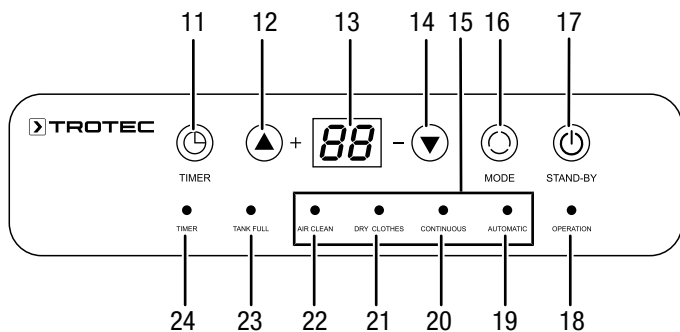 11 12 13 14 15 16 17
TROTEC
+ 88 -
TIMER MODE STAND-BY
TIMER TANK FULL AIR CLEAN DRY CLOTHES CONTINUOUS AUTOMATIC OPERATION
24 23 22 21 20 19 18